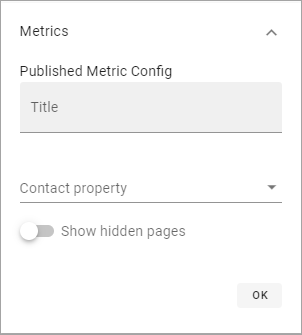 Metrics
Published Metric Config
Title
Contact property
Show hidden pages
OK